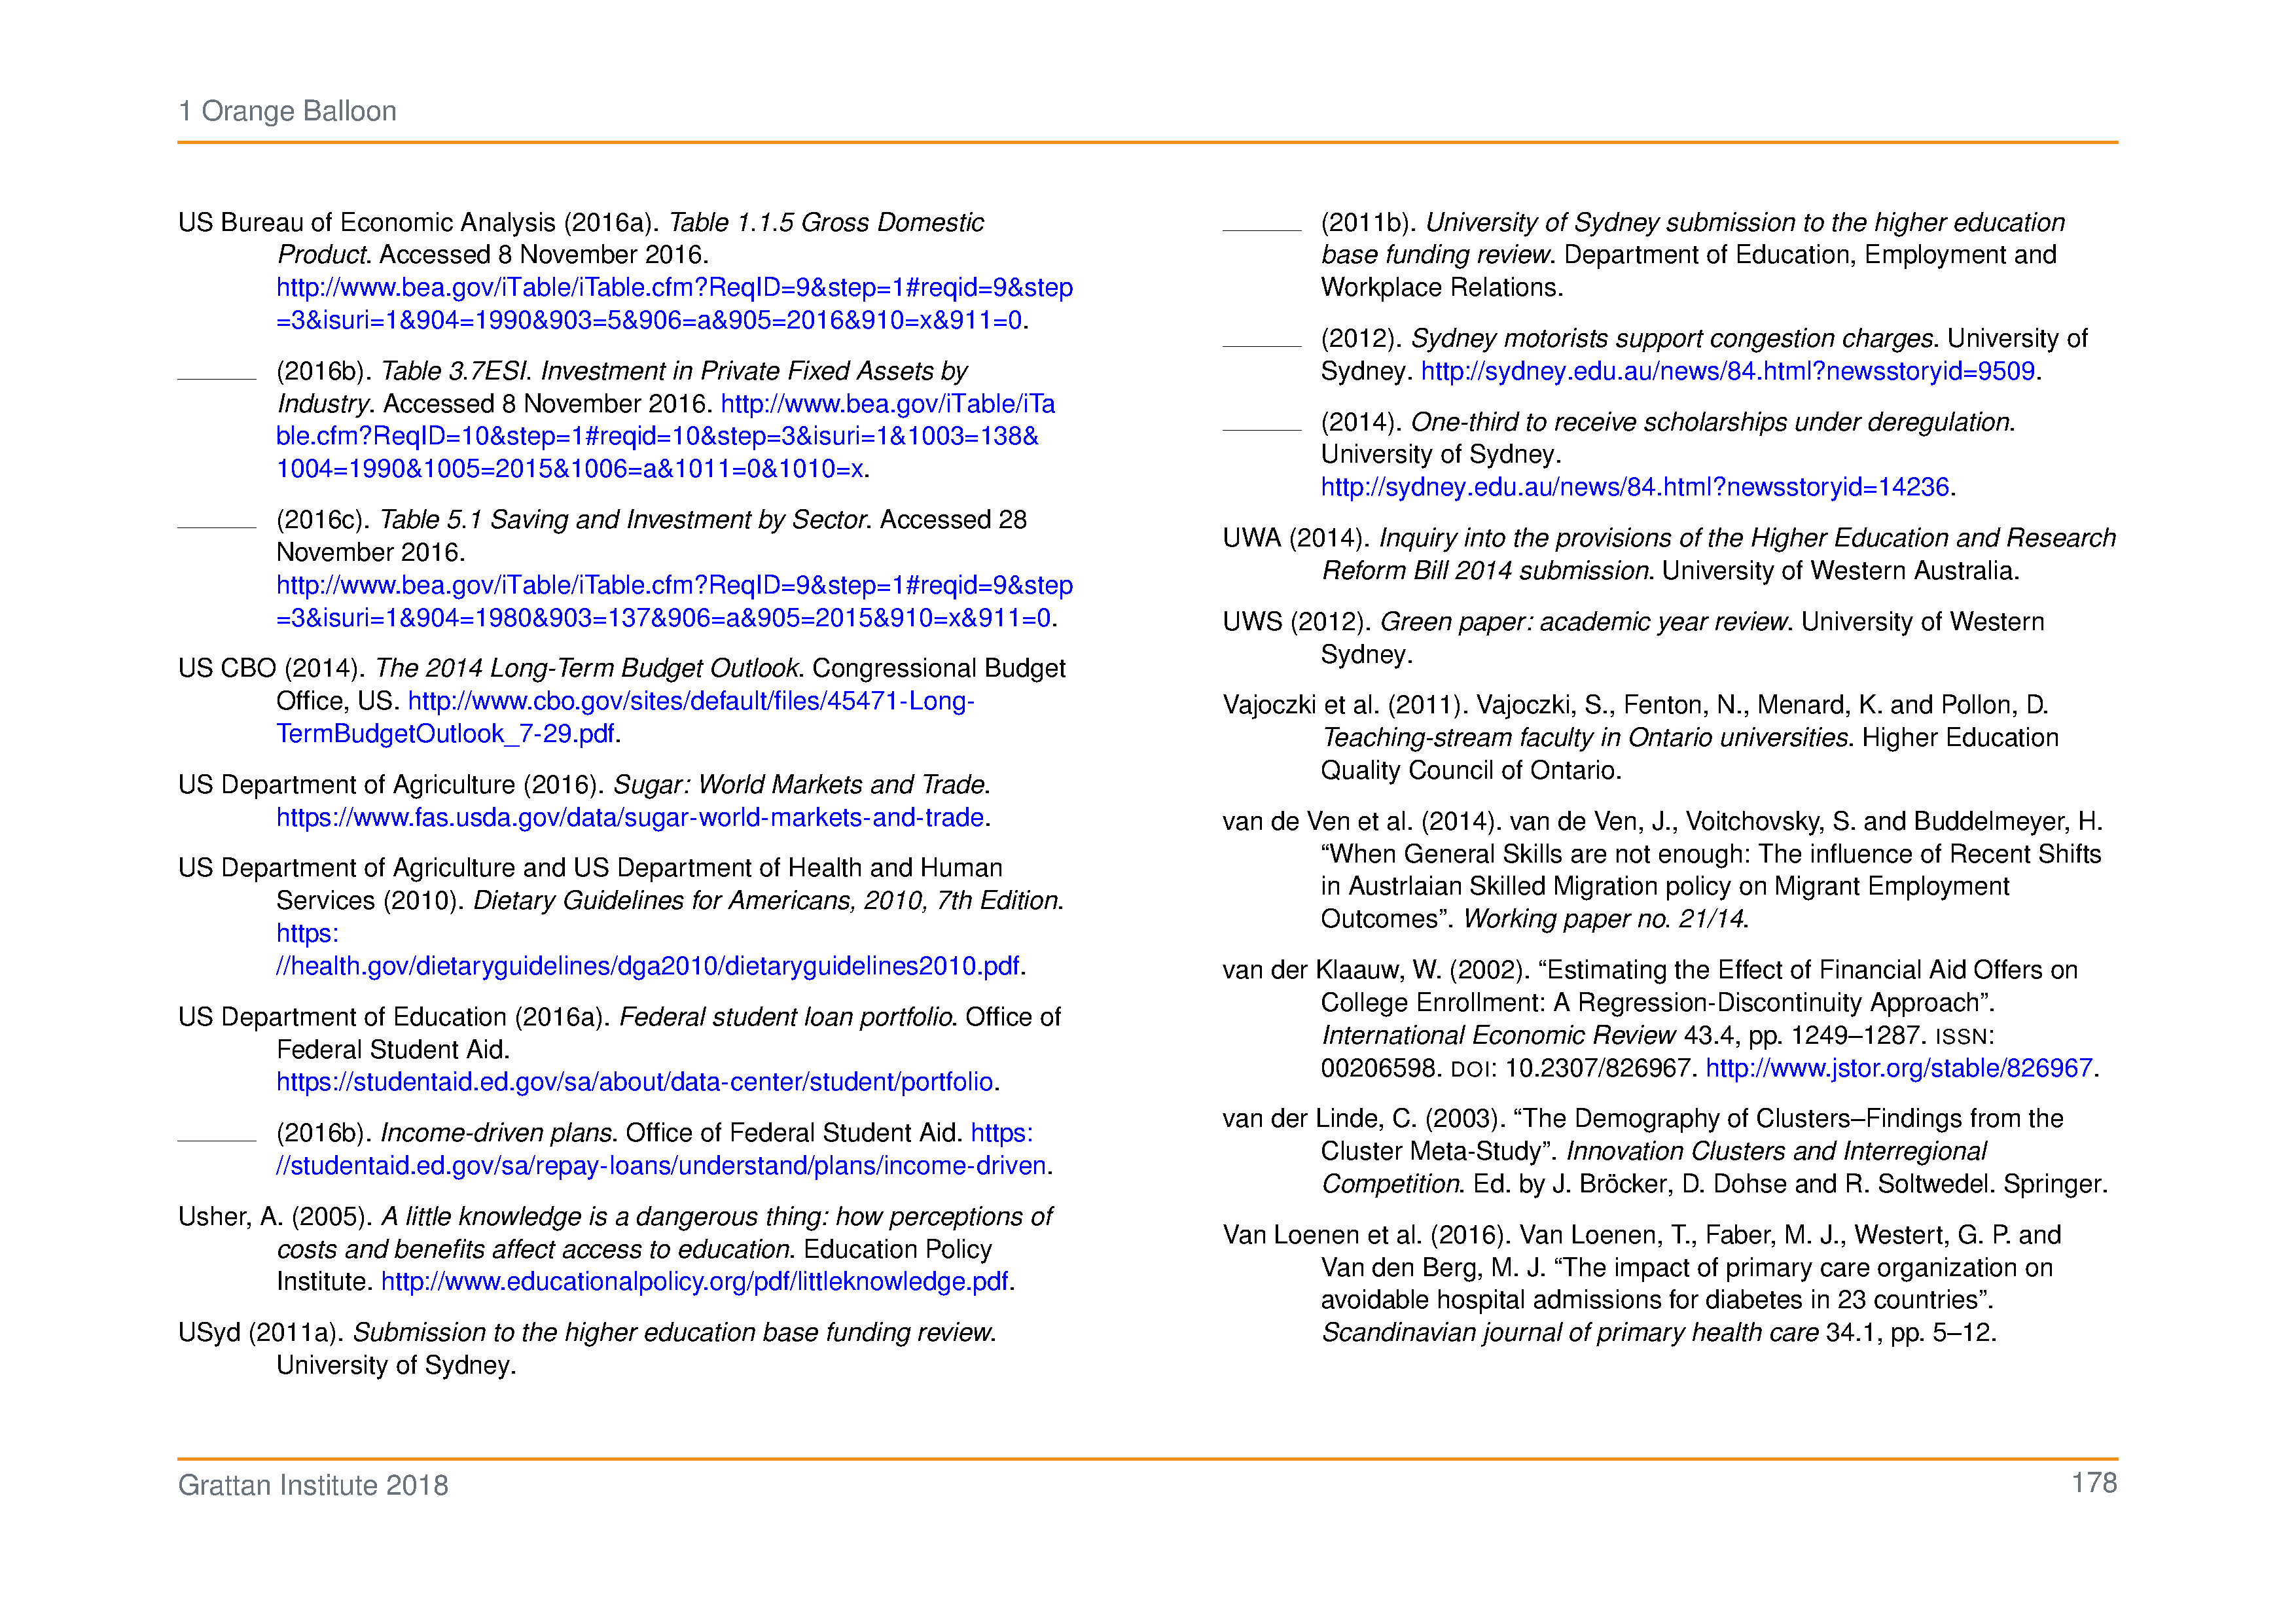 1 Orange Balloon
US Bureau of Economic Analysis (2016a). Table 1.1.5 Gross Domestic
Product. Accessed 8 November 2016.
http://www.bea.gov/iTable/iTable.cfm?ReqID=9&step=1#reqid=9&step
=3&isuri=1&904=1990&903=5&906=a&905=2016&910=x&911=0.
(2016b). Table 3.7ESI. Investment in Private Fixed Assets by
Industry. Accessed 8 November 2016. http://www.bea.gov/iTable/iTa
ble.cfm?ReqID=10&step=1#reqid=10&step=3&isuri=1&1003=138&
1004=1990&1005=2015&1006=a&1011=0&1010=x.
(2016c). Table 5.1 Saving and Investment by Sector. Accessed 28
November 2016.
http://www.bea.gov/iTable/iTable.cfm?ReqID=9&step=1#reqid=9&step
=3&isuri=1&904=1980&903=137&906=a&905=2015&910=x&911=0.
US CBO (2014). The 2014 Long-Term Budget Outlook. Congressional Budget
Office, US. http://www.cbo.gov/sites/default/files/45471-Long-
TermBudgetOutlook_7-29.pdf.
US Department of Agriculture (2016). Sugar: World Markets and Trade.
https://www.fas.usda.gov/data/sugar-world-markets-and-trade.
US Department of Agriculture and US Department of Health and Human
Services (2010). Dietary Guidelines for Americans, 2010, 7th Edition.
https:
//health.gov/dietaryguidelines/dga2010/dietaryguidelines2010.pdf.
US Department of Education (2016a). Federal student loan portfolio. Office of
Federal Student Aid.
https://studentaid.ed.gov/sa/about/data-center/student/portfolio.
(2016b). Income-driven plans. Office of Federal Student Aid. https:
//studentaid.ed.gov/sa/repay-loans/understand/plans/income-driven.
Usher, A. (2005). A little knowledge is a dangerous thing: how perceptions of
costs and benefits affect access to education. Education Policy
Institute. http://www.educationalpolicy.org/pdf/littleknowledge.pdf.
USyd (2011a). Submission to the higher education base funding review.
University of Sydney.
(2011b). University of Sydney submission to the higher education
base funding review. Department of Education, Employment and
Workplace Relations.
(2012). Sydney motorists support congestion charges. University of
Sydney. http://sydney.edu.au/news/84.html?newsstoryid=9509.
(2014). One-third to receive scholarships under deregulation.
University of Sydney.
http://sydney.edu.au/news/84.html?newsstoryid=14236.
UWA (2014). Inquiry into the provisions of the Higher Education and Research
Reform Bill 2014 submission. University of Western Australia.
UWS (2012). Green paper: academic year review. University of Western
Sydney.
Vajoczki et al. (2011). Vajoczki, S., Fenton, N., Menard, K. and Pollon, D.
Teaching-stream faculty in Ontario universities. Higher Education
Quality Council of Ontario.
van de Ven et al. (2014). van de Ven, J., Voitchovsky, S. and Buddelmeyer, H.
“When General Skills are not enough: The influence of Recent Shifts
in Austrlaian Skilled Migration policy on Migrant Employment
Outcomes”. Working paper no. 21/14.
van der Klaauw, W. (2002). “Estimating the Effect of Financial Aid Offers on
College Enrollment: A Regression-Discontinuity Approach”.
International Economic Review 43.4, pp. 1249–1287. ISSN:
00206598. DOI: 10.2307/826967. http://www.jstor.org/stable/826967.
van der Linde, C. (2003). “The Demography of Clusters–Findings from the
Cluster Meta-Study”. Innovation Clusters and Interregional
Competition. Ed. by J. Bröcker, D. Dohse and R. Soltwedel. Springer.
Van Loenen et al. (2016). Van Loenen, T., Faber, M. J., Westert, G. P. and
Van den Berg, M. J. “The impact of primary care organization on
avoidable hospital admissions for diabetes in 23 countries”.
Scandinavian journal of primary health care 34.1, pp. 5–12.
Grattan Institute 2018
178